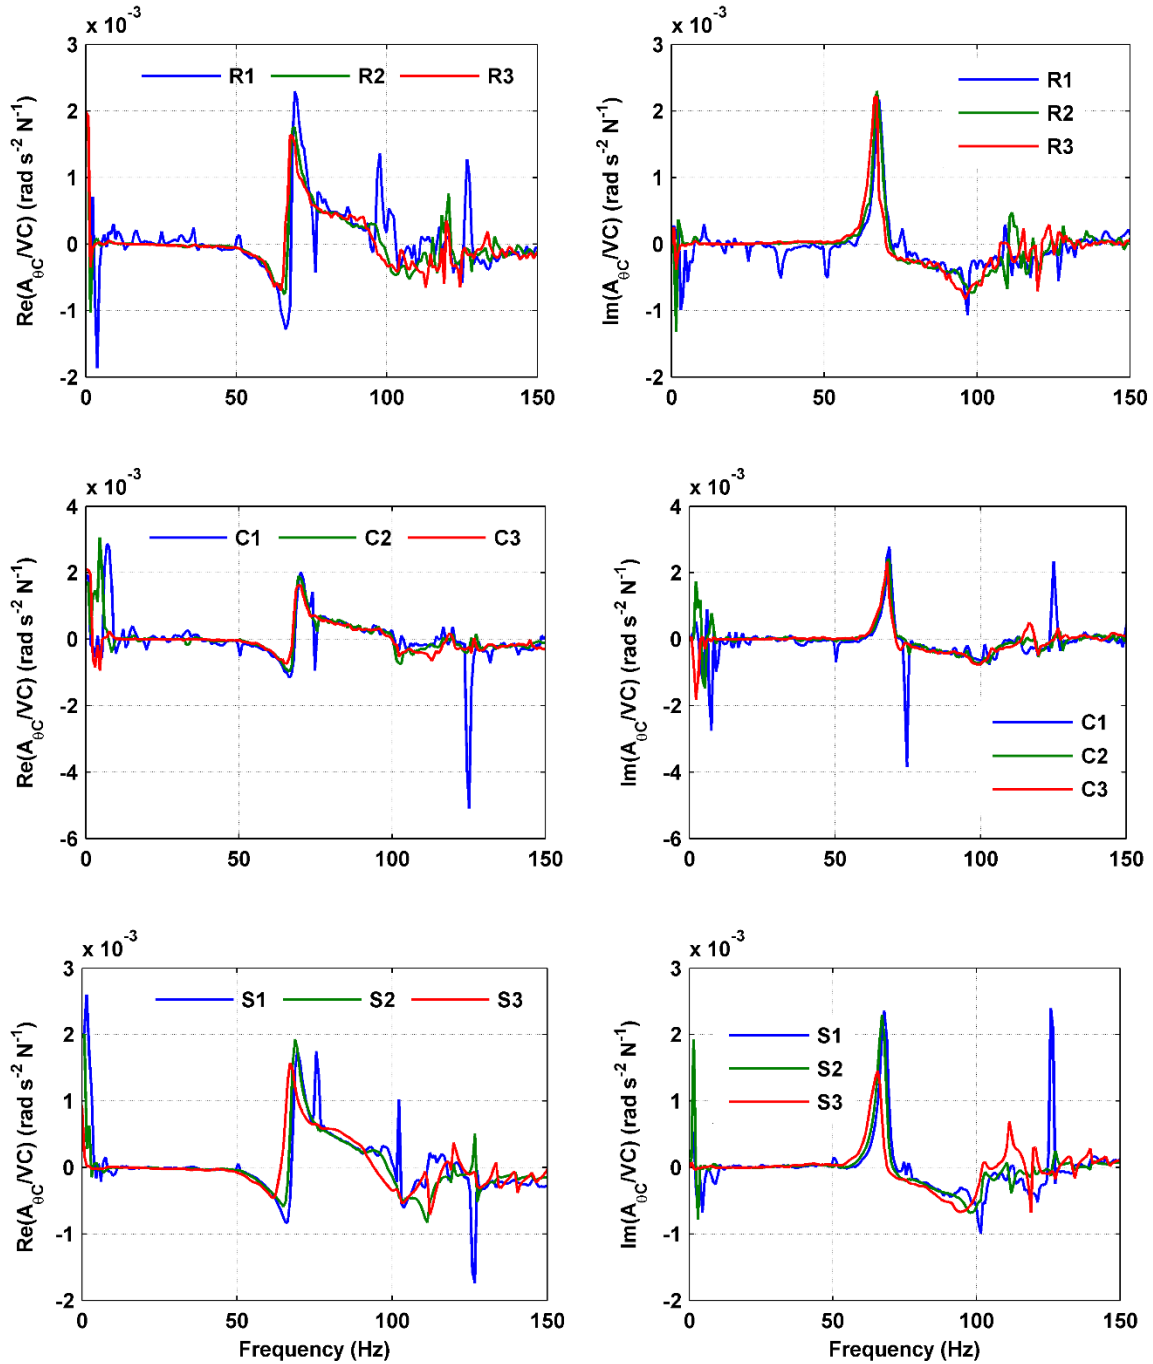 x 10⁻³
3
2
1
0
-1
-2
0 50 100 150
Re(A_θC/VC) (rad s⁻² N⁻¹)
R1 R2 R3
x 10⁻³
3
2
1
0
-1
-2
0 50 100 150
Im(A_θC/VC) (rad s⁻² N⁻¹)
R1
R2
R3
x 10⁻³
4
2
0
-2
-4
-6
0 50 100 150
Re(A_θC/VC) (rad s⁻² N⁻¹)
C1 C2 C3
x 10⁻³
4
2
0
-2
-4
-6
0 50 100 150
Im(A_θC/VC) (rad s⁻² N⁻¹)
C1
C2
C3
x 10⁻³
3
2
1
0
-1
-2
0 50 100 150
Re(A_θC/VC) (rad s⁻² N⁻¹)
S1 S2 S3
Frequency (Hz)
x 10⁻³
3
2
1
0
-1
-2
0 50 100 150
Im(A_θC/VC) (rad s⁻² N⁻¹)
S1
S2
S3
Frequency (Hz)